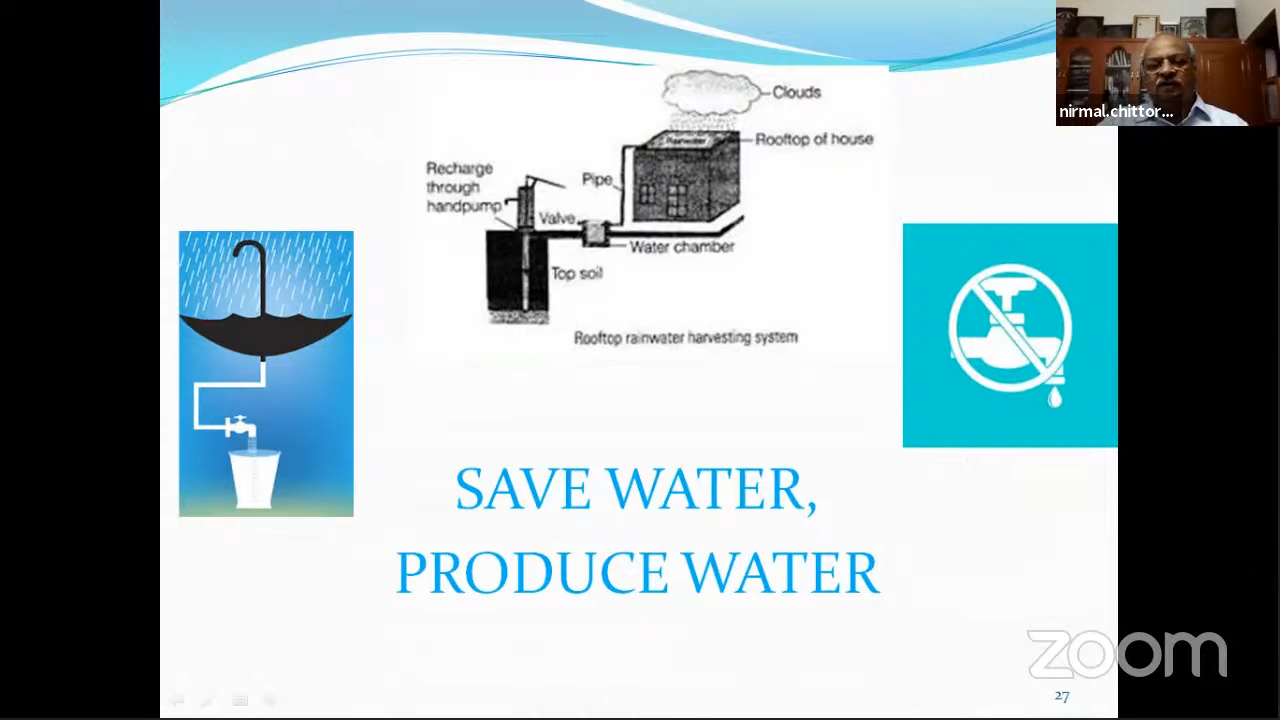 nirmal.chittor...
Clouds
Rainwater
Rooftop of house
Recharge
through
handpump
Pipe
Valve
Water chamber
Top soil
Rooftop rainwater harvesting system
SAVE WATER,
PRODUCE WATER
zoom
27